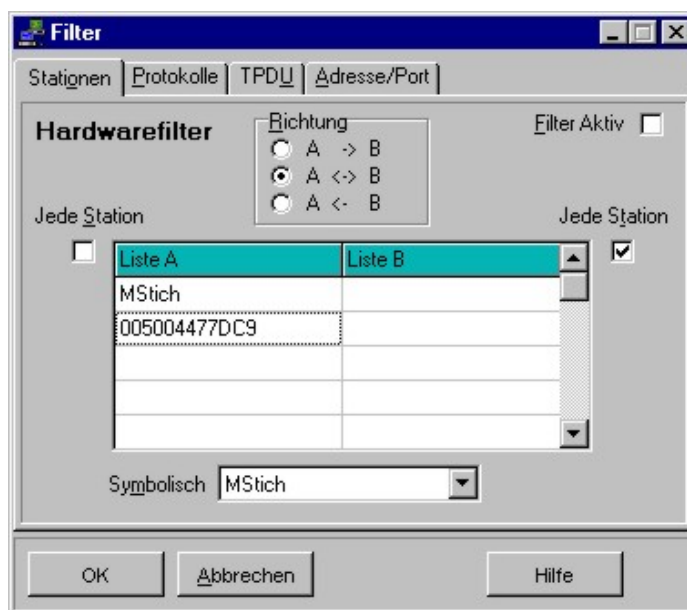 Filter
Stationen Protokolle TPDU Adresse/Port
Hardwarefilter
Richtung
A -> B
A <-> B
A <- B
Filter Aktiv
Jede Station
Jede Station
Liste A Liste B
MStich
005004477DC9
Symbolisch MStich
OK Abbrechen Hilfe